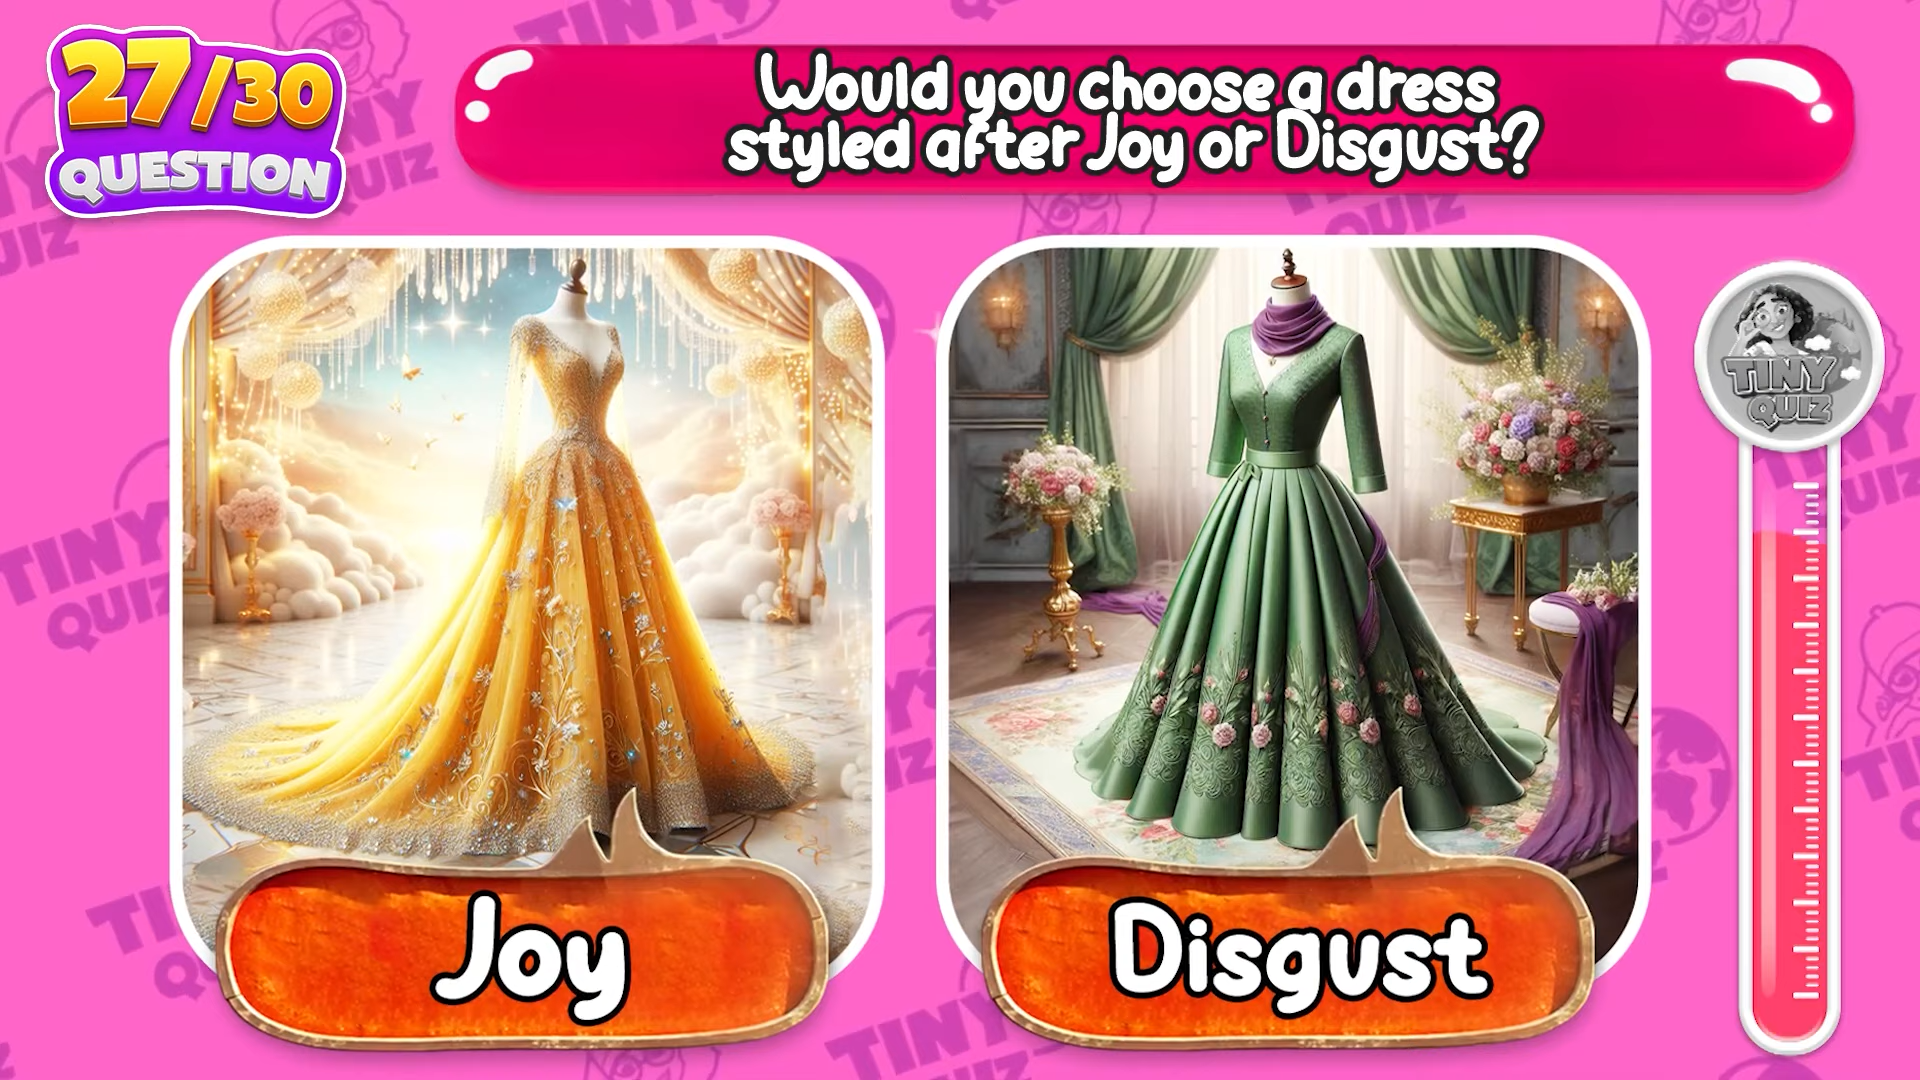 27/30
QUESTION
Would you choose a dress
styled after Joy or Disgust?
TINY
QUIZ
Joy
Disgust